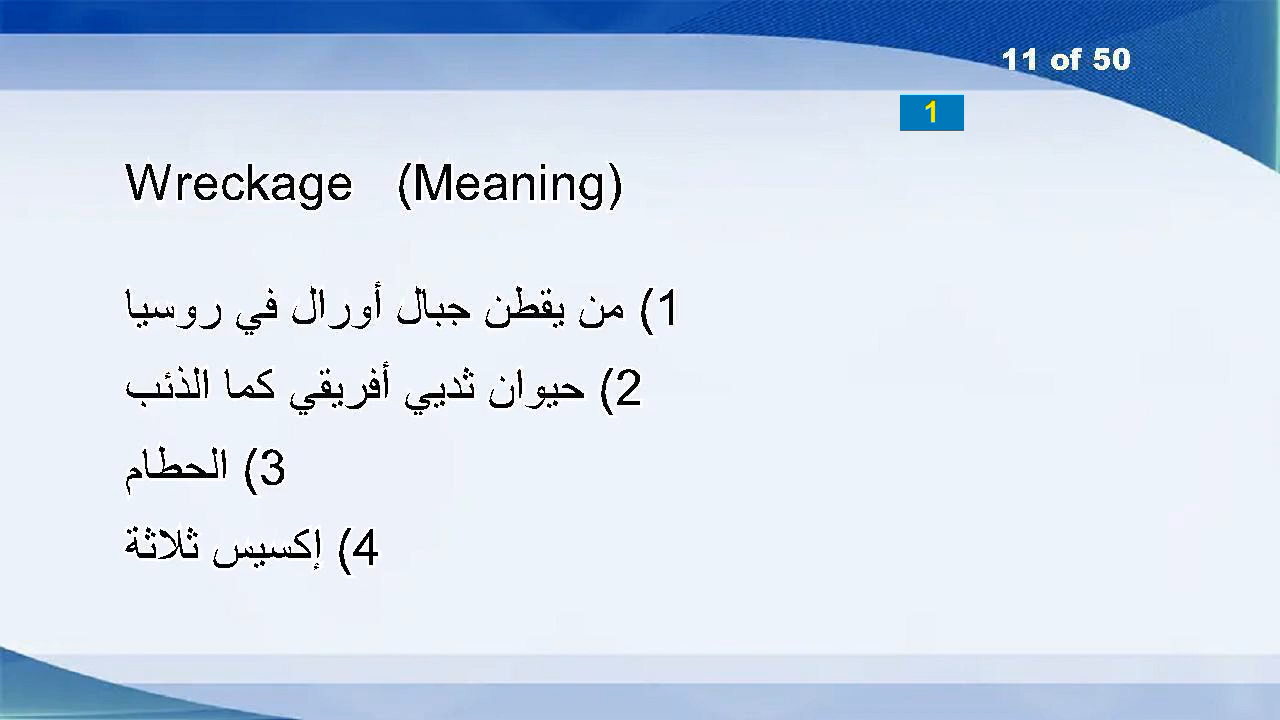 11 of 50
1
Wreckage (Meaning)
1) من يقطن جبال أورال في روسيا
2) حيوان ثديي أفريقي كما الذئب
3) الحطام
4) إكسيس ثلاثة